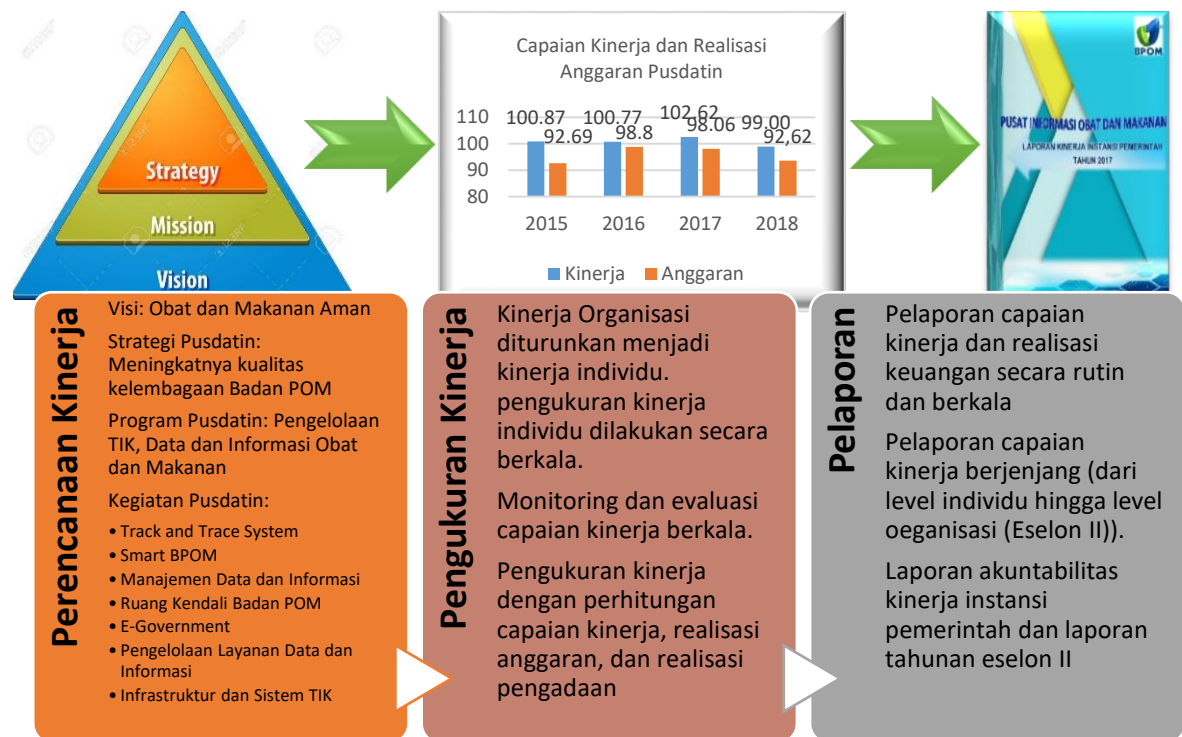 Strategy
Mission
Vision
Capaian Kinerja dan Realisasi
Anggaran Pusdatin
110
100
90
80
100.87
92.69
100.77
98.8
102.62
98.06
99.00
92,62
2015
2016
2017
2018
Kinerja
Anggaran
BPOM
PUSAT INFORMASI OBAT DAN MAKANAN
LAPORAN KINERJA INSTANSI PEMERINTAH
TAHUN 2017
Perencanaan Kinerja
Visi: Obat dan Makanan Aman
Strategi Pusdatin:
Meningkatnya kualitas
kelembagaan Badan POM
Program Pusdatin: Pengelolaan
TIK, Data dan Informasi Obat
dan Makanan
Kegiatan Pusdatin:
• Track and Trace System
• Smart BPOM
• Manajemen Data dan Informasi
• Ruang Kendali Badan POM
• E-Government
• Pengelolaan Layanan Data dan
Informasi
• Infrastruktur dan Sistem TIK
Pengukuran Kinerja
Kinerja Organisasi
diturunkan menjadi
kinerja individu.
pengukuran kinerja
individu dilakukan secara
berkala.
Monitoring dan evaluasi
capaian kinerja berkala.
Pengukuran kinerja
dengan perhitungan
capaian kinerja, realisasi
anggaran, dan realisasi
pengadaan
Pelaporan
Pelaporan capaian
kinerja dan realisasi
keuangan secara rutin
dan berkala
Pelaporan capaian
kinerja berjenjang (dari
level individu hingga level
oeganisasi (Eselon II)).
Laporan akuntabilitas
kinerja instansi
pemerintah dan laporan
tahunan eselon II